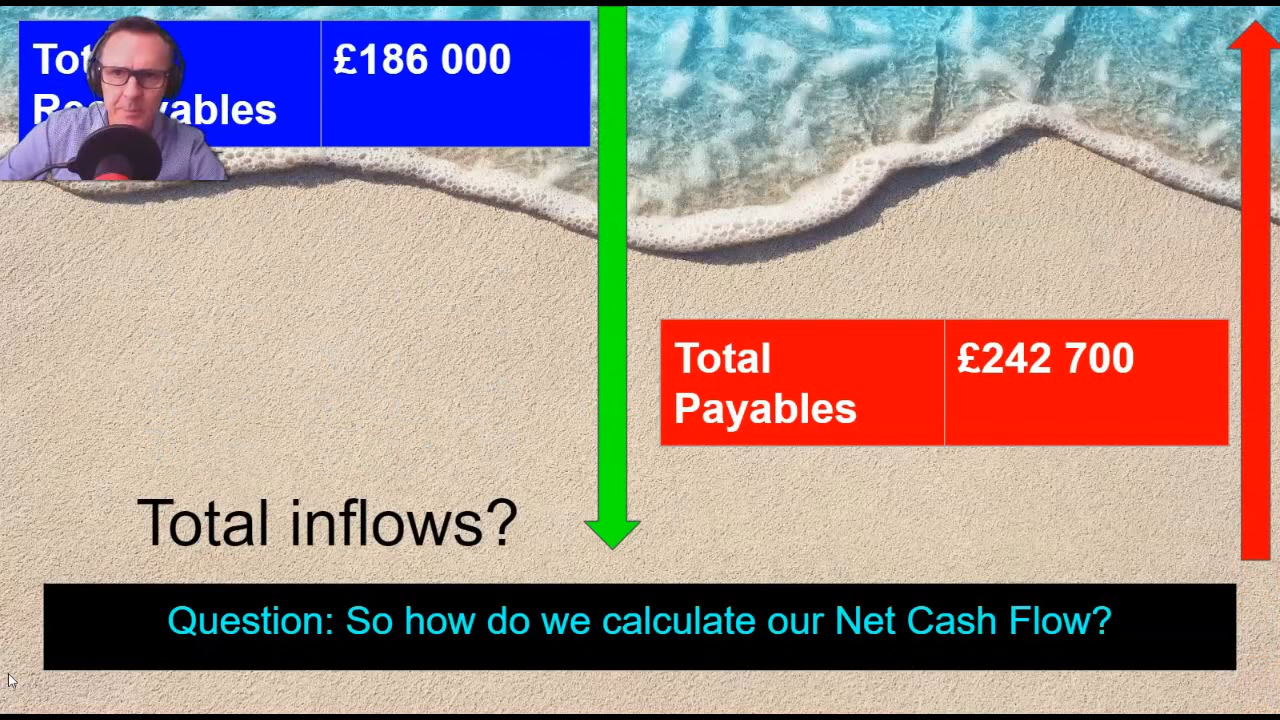 £186 000
Total
£242 700
Payables
Total inflows?
Question: So how do we calculate our Net Cash Flow?